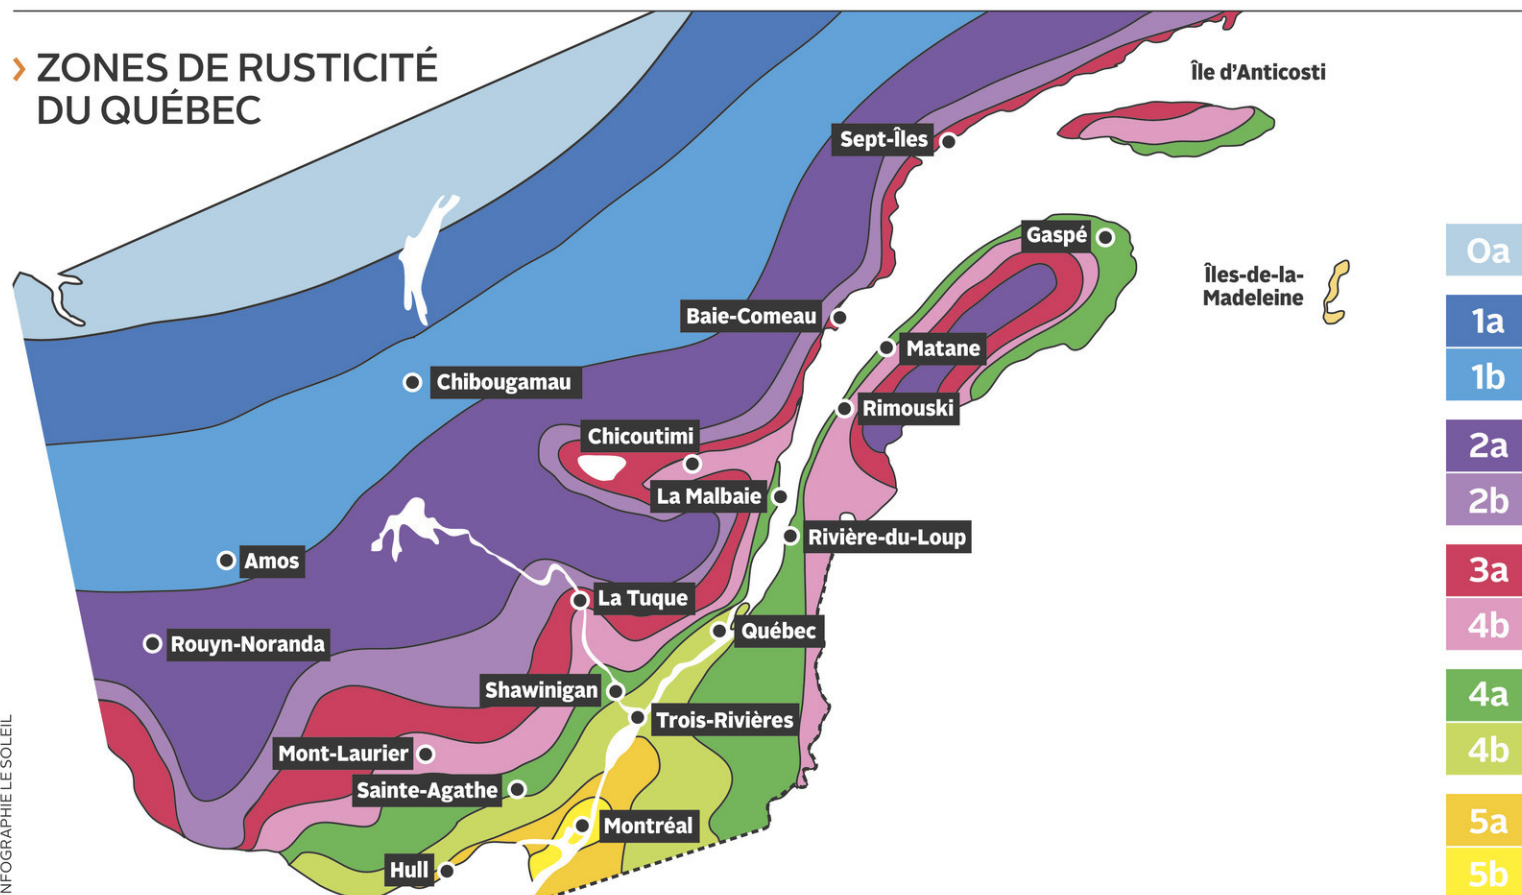 › ZONES DE RUSTICITÉ
DU QUÉBEC
Île d'Anticosti
Sept-Îles
Gaspé
Îles-de-la-
Madeleine
Baie-Comeau
Matane
Chibougamau
Rimouski
Chicoutimi
La Malbaie
Rivière-du-Loup
Amos
La Tuque
Québec
Rouyn-Noranda
Shawinigan
Trois-Rivières
Mont-Laurier
Sainte-Agathe
Montréal
Hull
0a
1a
1b
2a
2b
3a
4b
4a
4b
5a
5b
NFOGRAPHIE LE SOLEIL